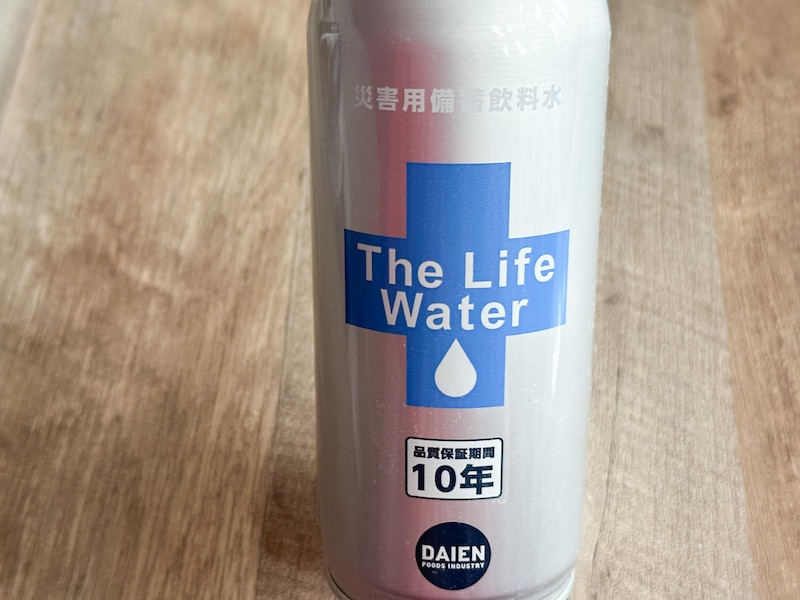 災害用備蓄飲料水
The Life
Water
品質保証期間
10年
DAIEN
FOODS INDUSTRY